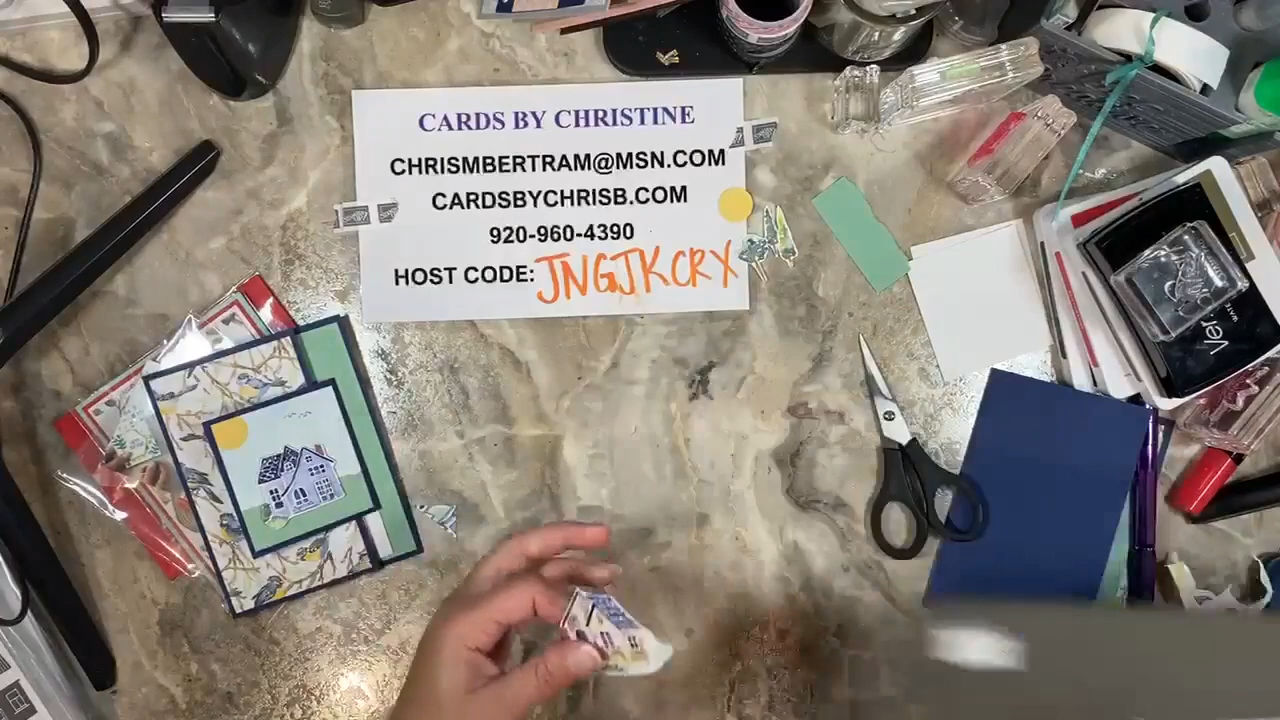 CARDS BY CHRISTINE
CHRISMBERTRAM@MSN.COM
CARDSBYCHRISB.COM
920-960-4390
HOST CODE: JNGJKCRX